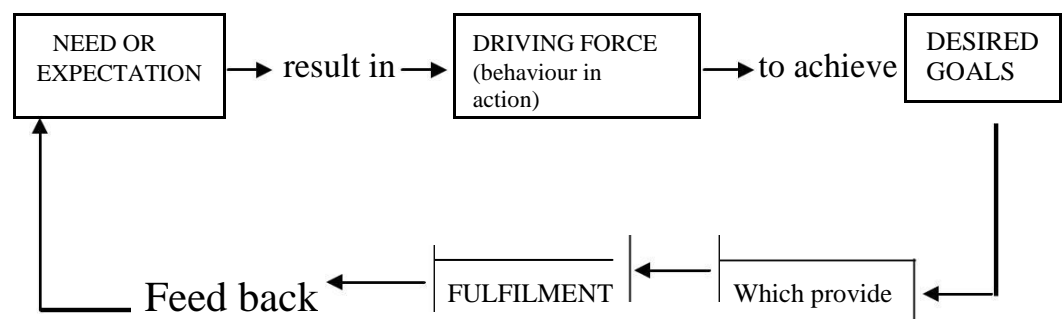 NEED OR
EXPECTATION
result in
DRIVING FORCE
(behaviour in
action)
to achieve
DESIRED
GOALS
Which provide
FULFILMENT
Feed back